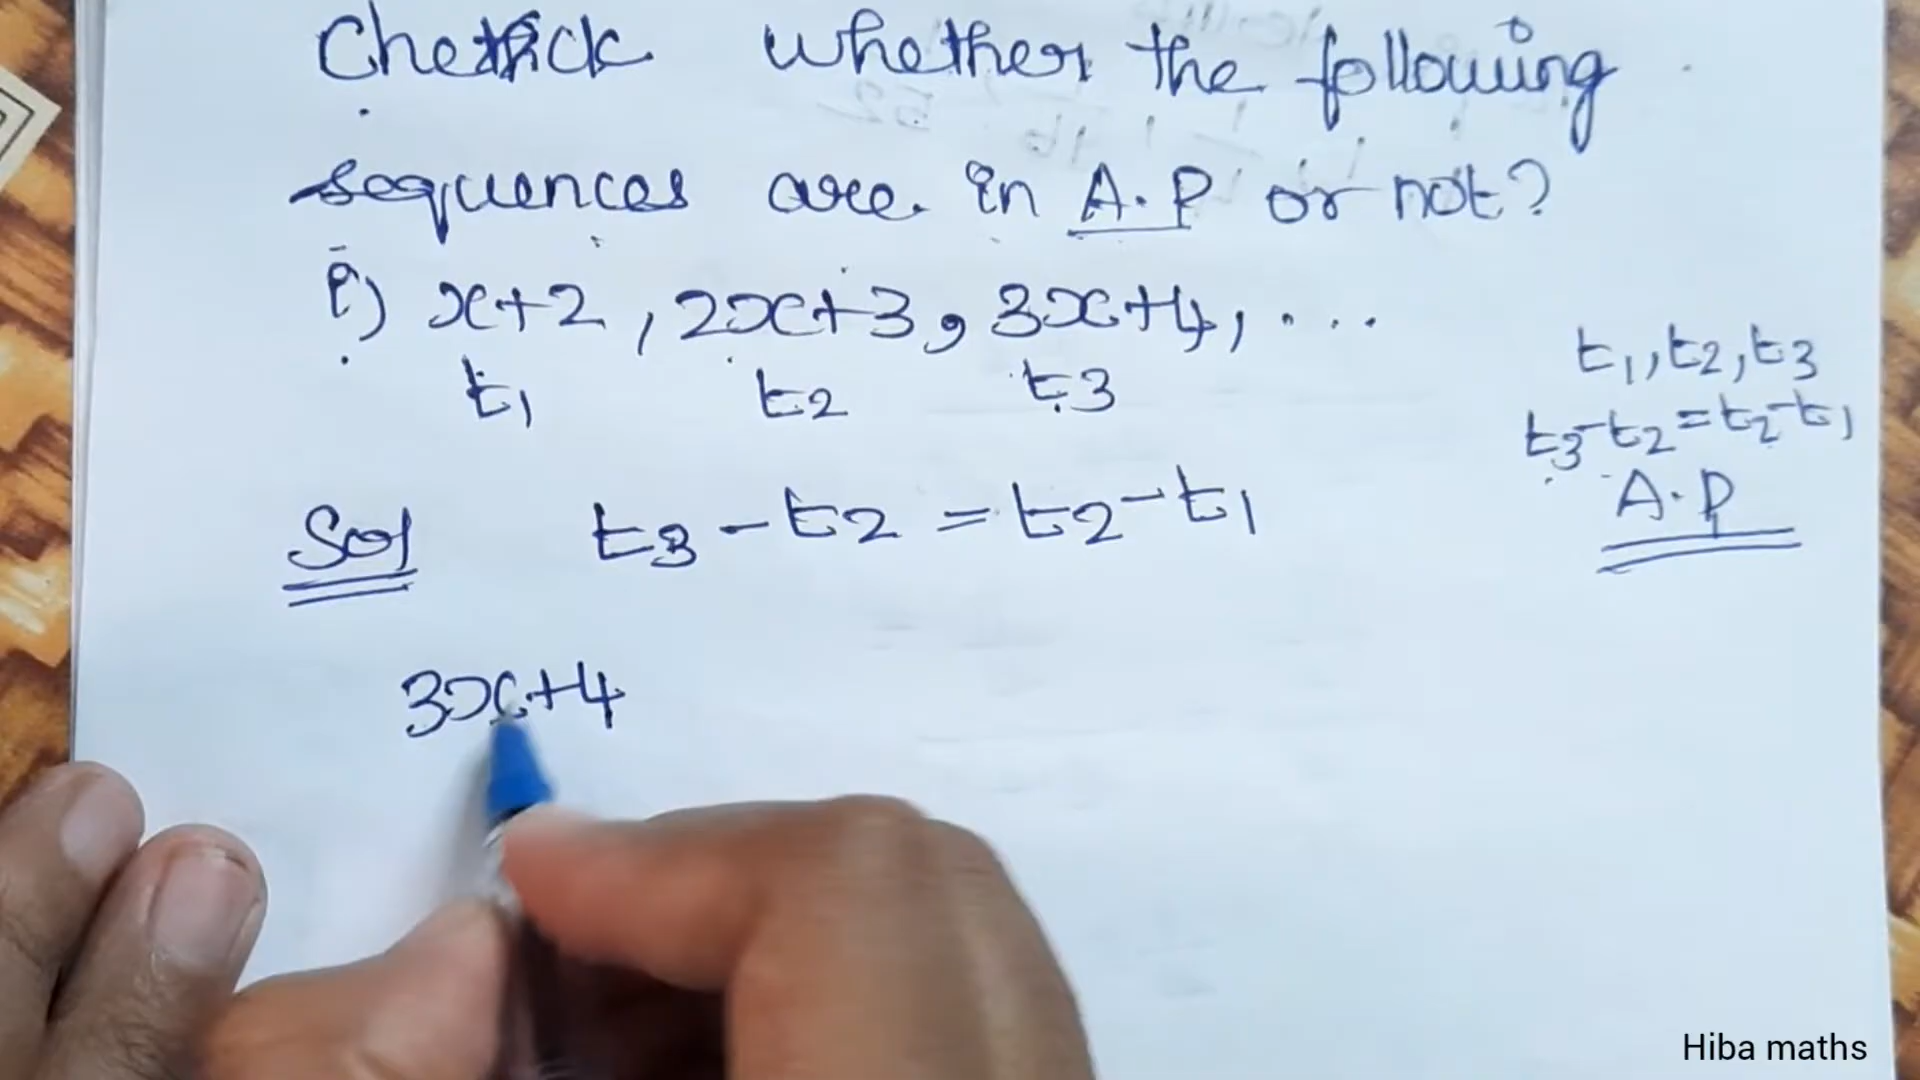 Check whether the following
sequences are in A.P or not?
i) x+2, 2x+3, 3x+4, ...
t1 t2 t3
t1, t2, t3
t3-t2=t2-t1
A.P
Sol t3-t2=t2-t1
3x+4
Hiba maths